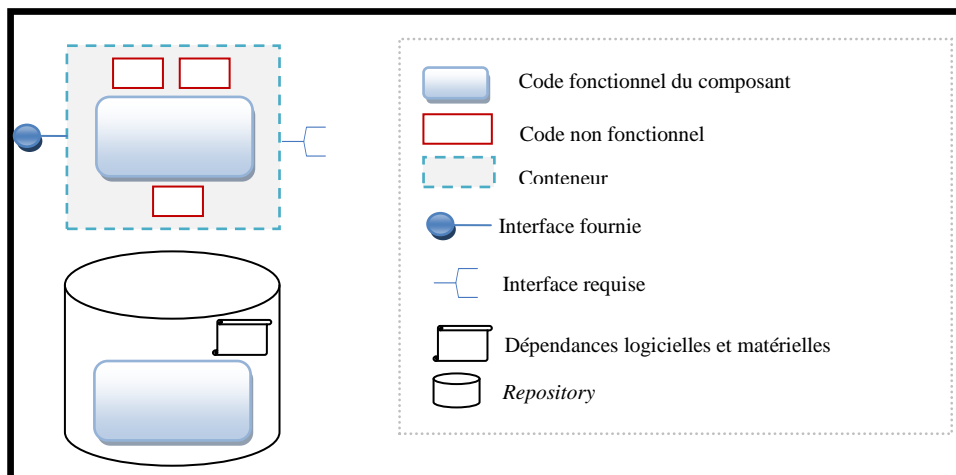 Code fonctionnel du composant
Code non fonctionnel
Conteneur
Interface fournie
Interface requise
Dépendances logicielles et matérielles
Repository